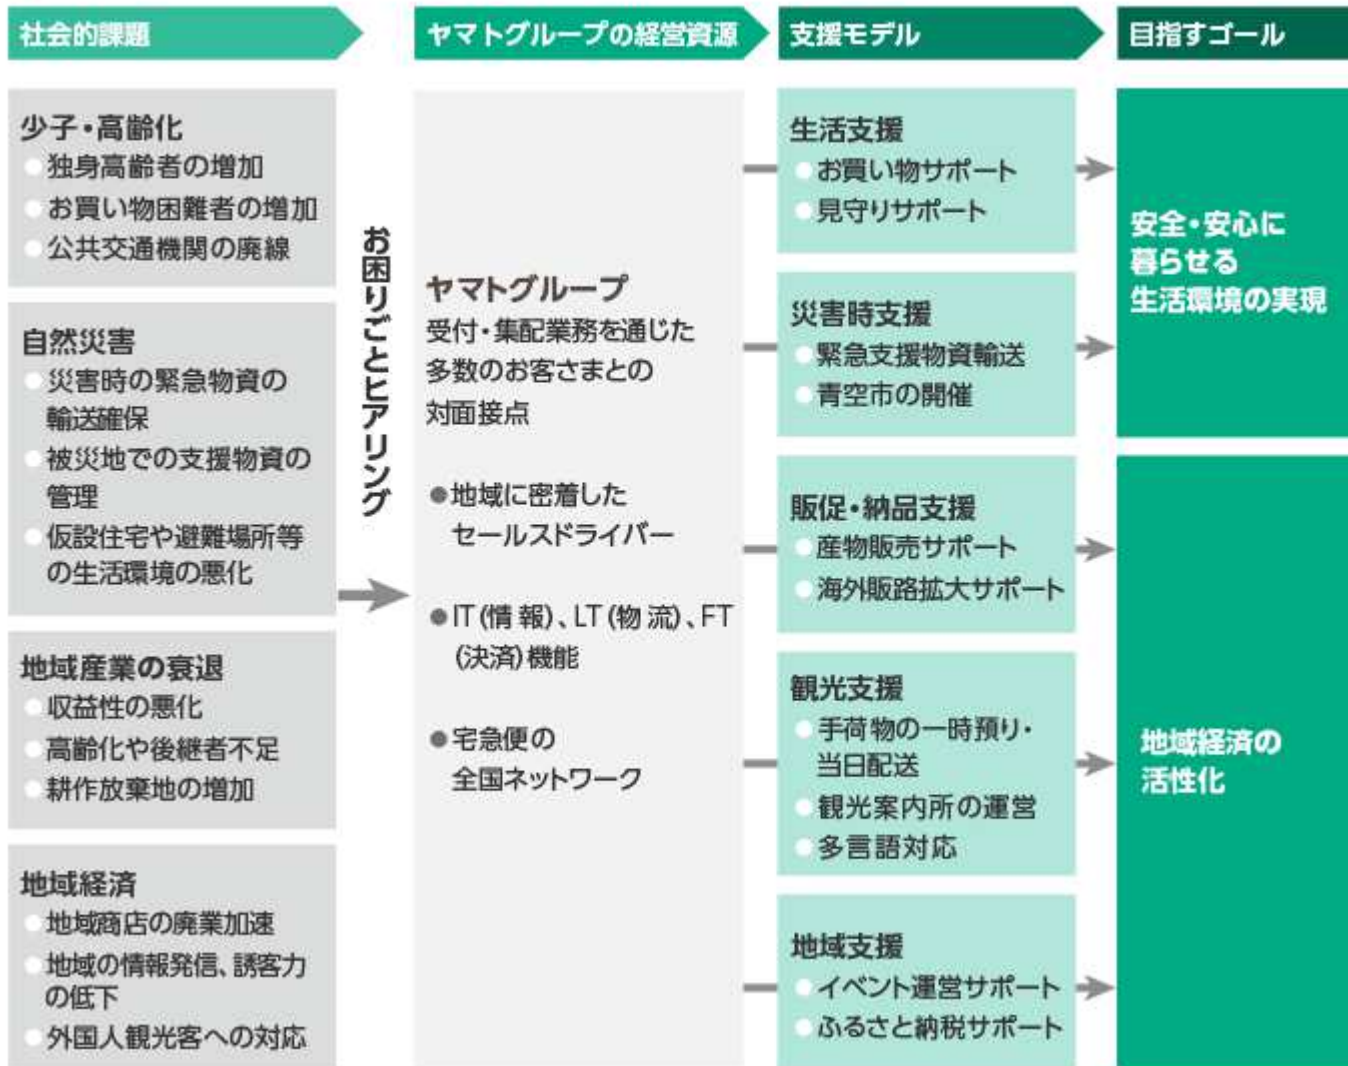 社会的課題
ヤマトグループの経営資源
支援モデル
目指すゴール
少子・高齢化
独身高齢者の増加
お買い物困難者の増加
公共交通機関の廃線
自然災害
災害時の緊急物資の
輸送確保
被災地での支援物資の
管理
仮設住宅や避難場所等
の生活環境の悪化
地域産業の衰退
収益性の悪化
高齢化や後継者不足
耕作放棄地の増加
地域経済
地域商店の廃業加速
地域の情報発信、誘客力
の低下
外国人観光客への対応
お困りごとヒアリング
ヤマトグループ
受付・集配業務を通じた
多数のお客さまとの
対面接点
●地域に密着した
セールスドライバー
●IT(情報)、LT(物流)、FT
(決済)機能
●宅急便の
全国ネットワーク
生活支援
お買い物サポート
見守りサポート
災害時支援
緊急支援物資輸送
青空市の開催
販促・納品支援
産物販売サポート
海外販路拡大サポート
観光支援
手荷物の一時預り・
当日配送
観光案内所の運営
多言語対応
地域支援
イベント運営サポート
ふるさと納税サポート
安全・安心に
暮らせる
生活環境の実現
地域経済の
活性化